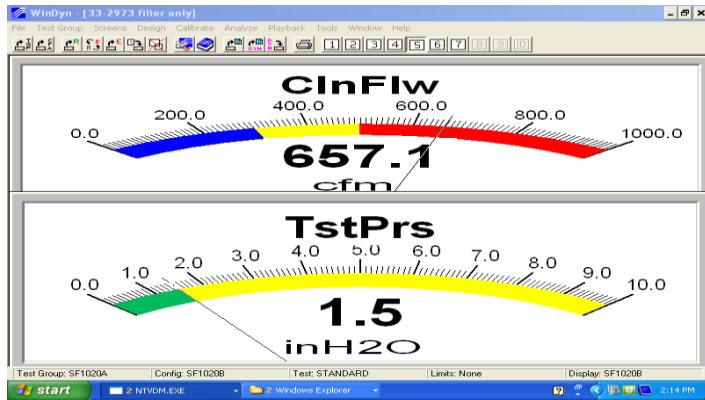 WinDyn - [33-2973 filter only]
File Test Group Screens Design Calibrate Analyze Playback Tools Window Help
1 2 3 4 5 6 7 8 9 10
ClnFlw
0.0 200.0 400.0 600.0 800.0 1000.0
657.1
cfm
TstPrs
0.0 1.0 2.0 3.0 4.0 5.0 6.0 7.0 8.0 9.0 10.0
1.5
inH2O
Test Group: SF1020A Config: SF1020B Test: STANDARD Limits: None Display: SF1020B
start 2 NTVDM.EXE 2 Windows Explorer 2:14 PM